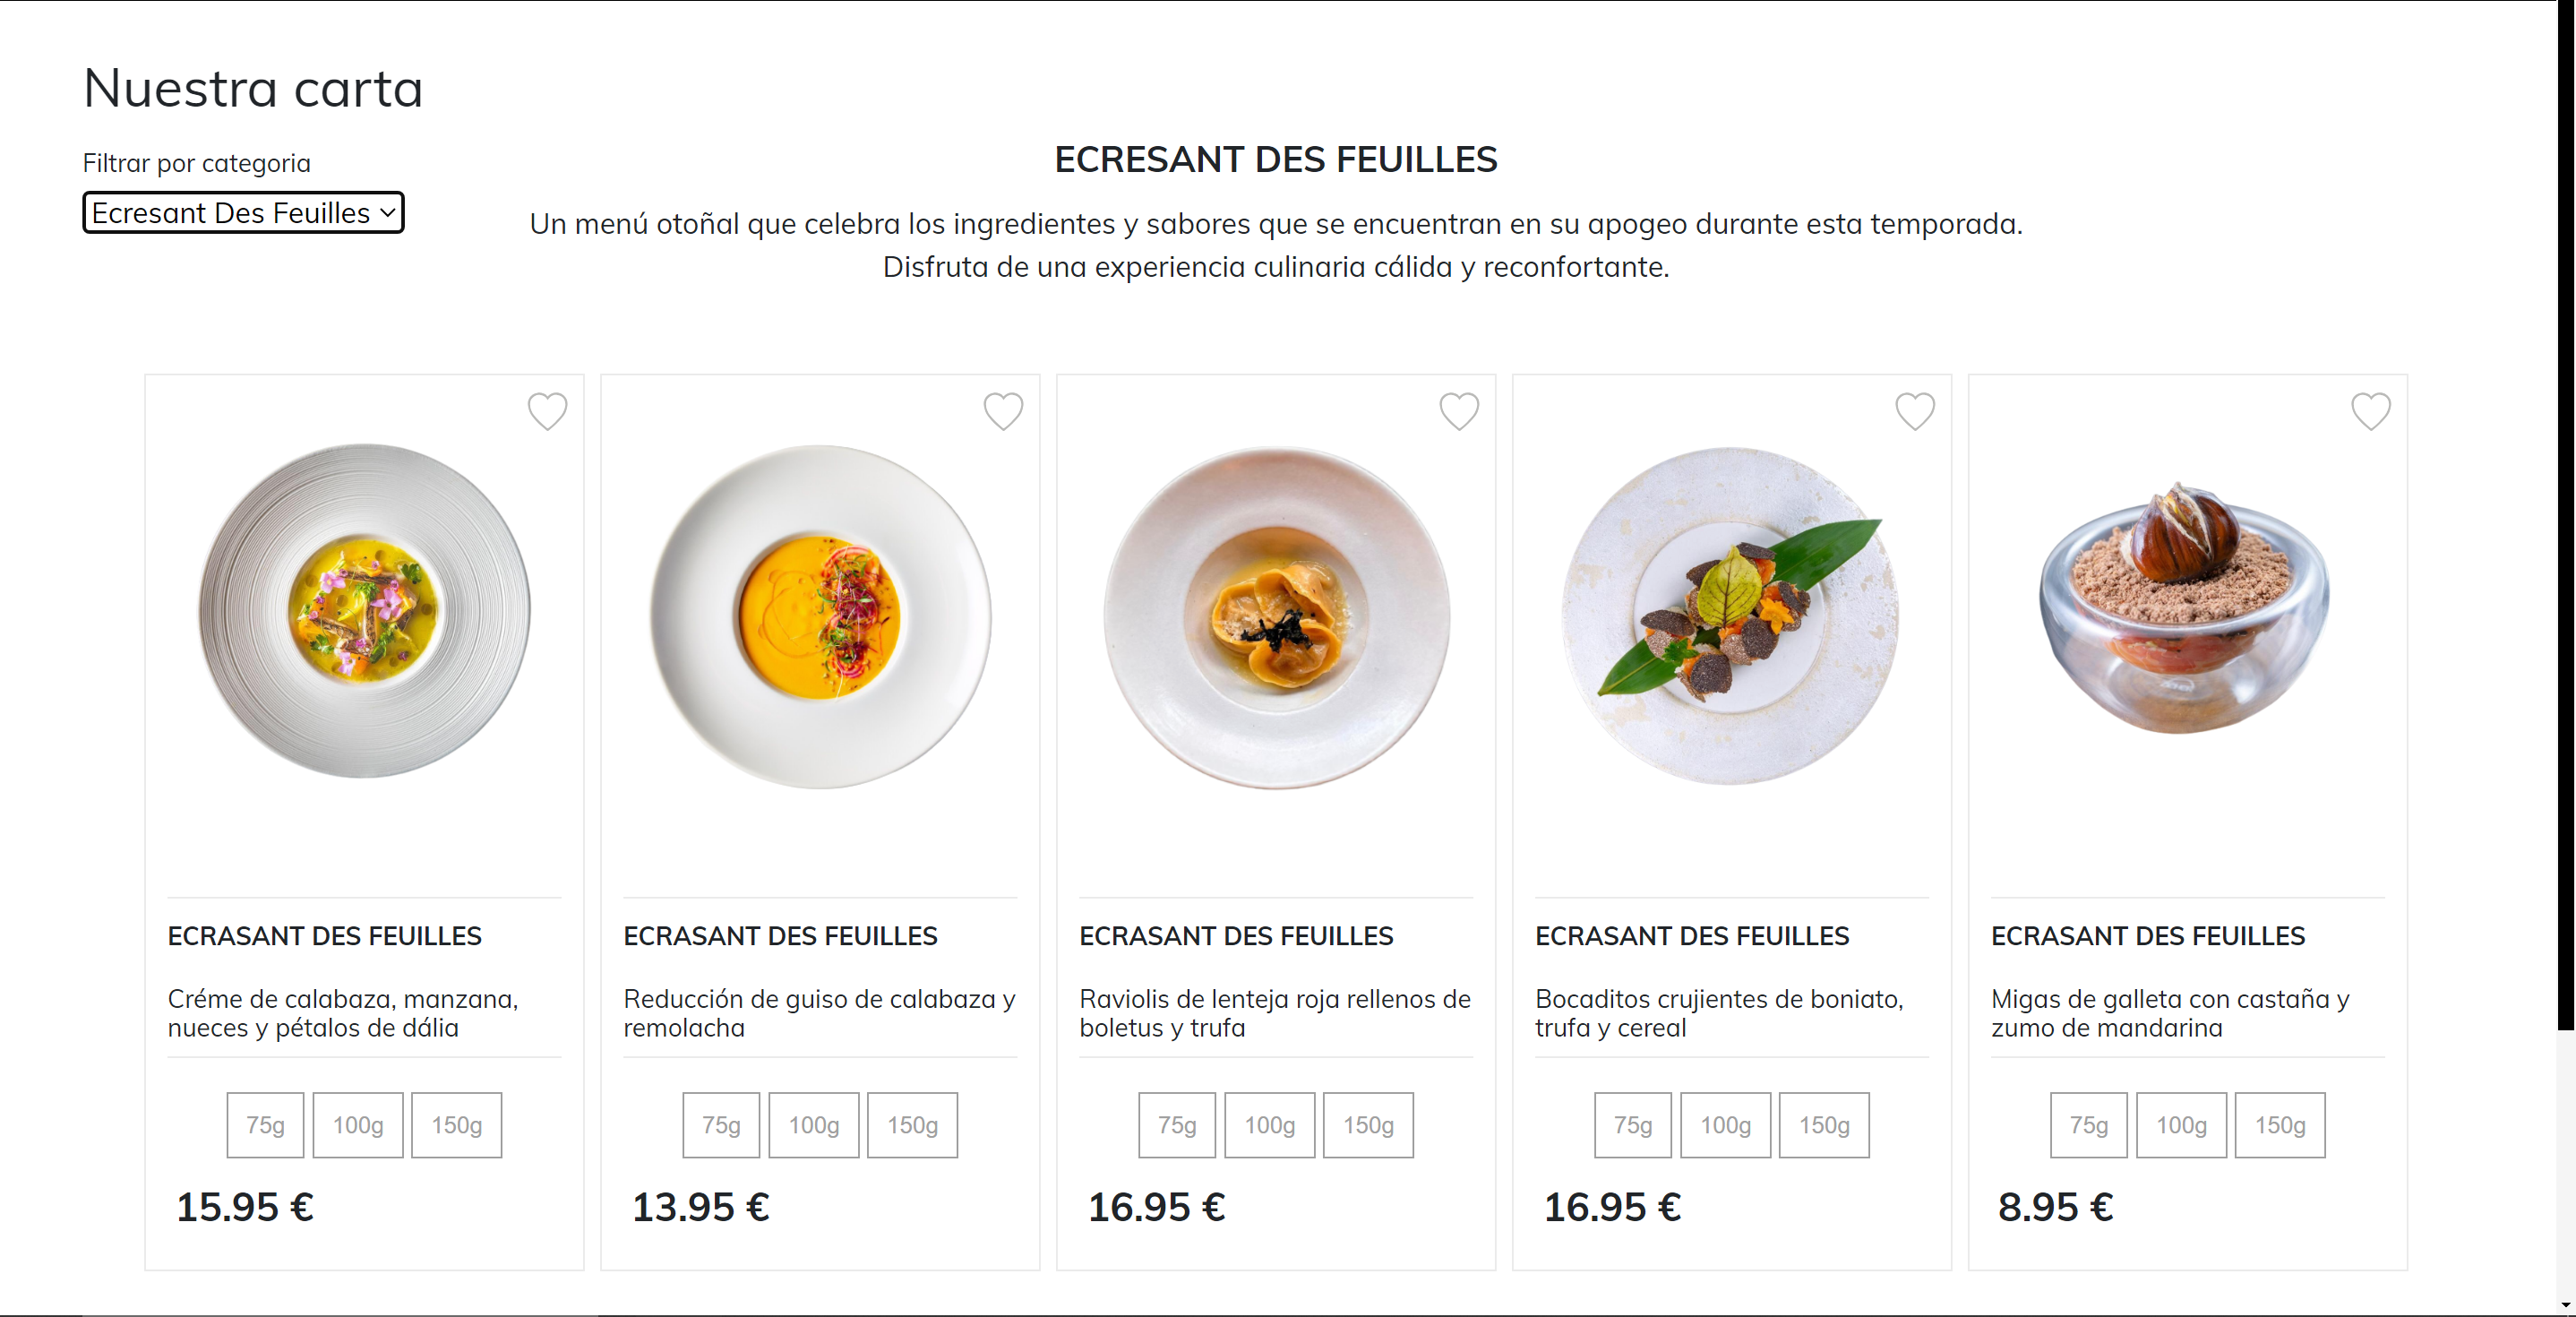 Nuestra carta
Filtrar por categoria
Ecresant Des Feuilles
ECRESANT DES FEUILLES
Un menú otoñal que celebra los ingredientes y sabores que se encuentran en su apogeo durante esta temporada.
Disfruta de una experiencia culinaria cálida y reconfortante.
ECRASANT DES FEUILLES
Créme de calabaza, manzana,
nueces y pétalos de dália
75g 100g 150g
15.95 €
ECRASANT DES FEUILLES
Reducción de guiso de calabaza y
remolacha
75g 100g 150g
13.95 €
ECRASANT DES FEUILLES
Raviolis de lenteja roja rellenos de
boletus y trufa
75g 100g 150g
16.95 €
ECRASANT DES FEUILLES
Bocaditos crujientes de boniato,
trufa y cereal
75g 100g 150g
16.95 €
ECRASANT DES FEUILLES
Migas de galleta con castaña y
zumo de mandarina
75g 100g 150g
8.95 €